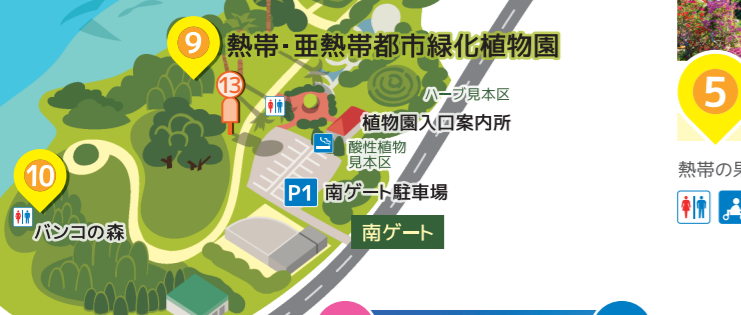 9 熱帯・亜熱帯都市緑化植物園
13
5
ハーブ見本区
植物園入口案内所
酸性植物
見本区
熱帯の果
10
P1 南ゲート駐車場
バンコの森
南ゲート